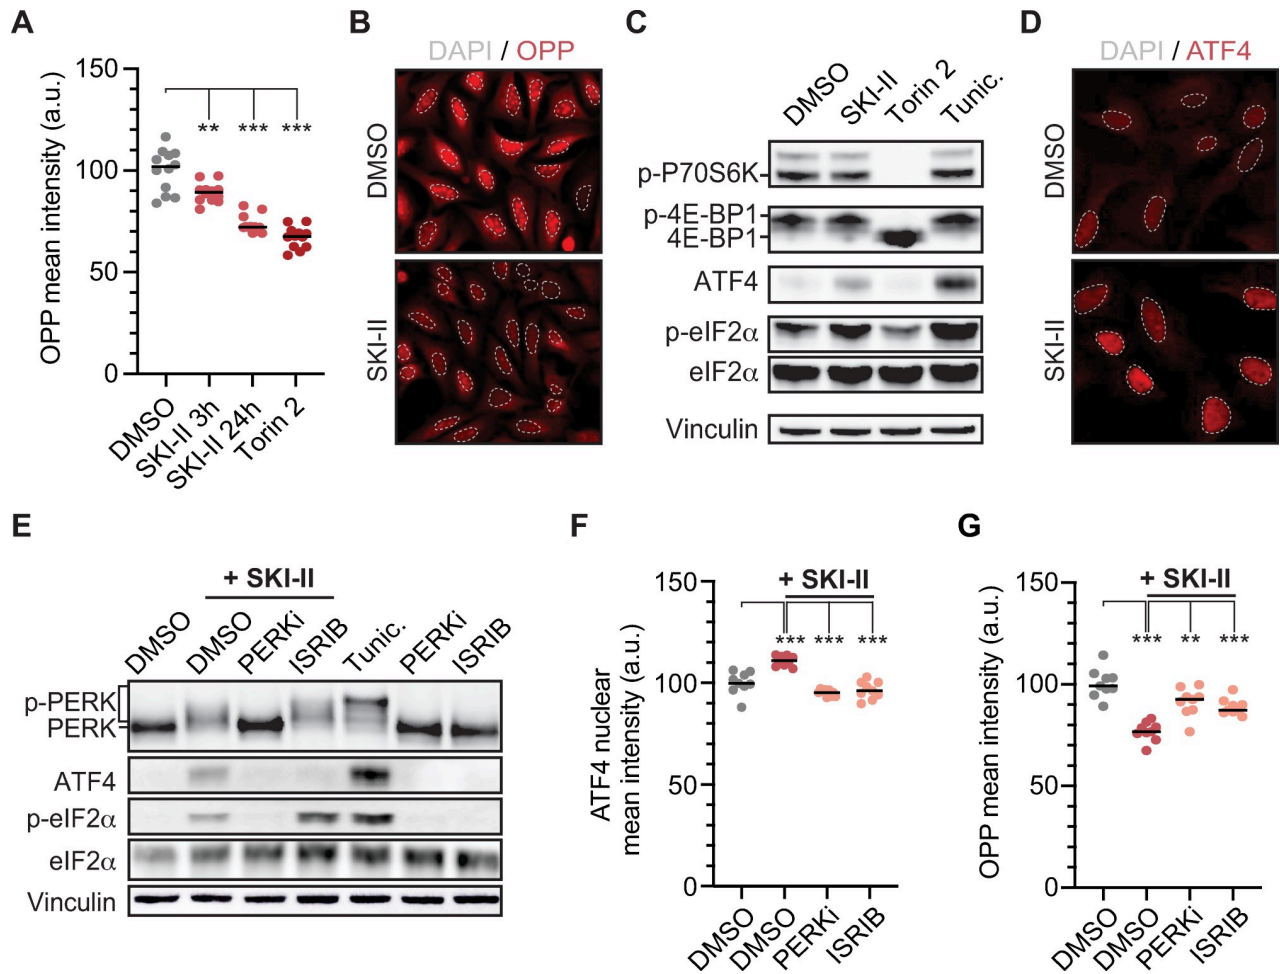 A
OPP mean intensity (a.u.)
150
100
50
0
** *** ***
DMSO
SKI-II 3h
SKI-II 24h
Torin 2
B
DAPI / OPP
DMSO
SKI-II
C
DMSO
SKI-II
Torin 2
Tunic.
p-P70S6K
p-4E-BP1
4E-BP1
ATF4
p-eIF2α
eIF2α
Vinculin
D
DAPI / ATF4
DMSO
SKI-II
E
+ SKI-II
DMSO
DMSO
PERKi
ISRIB
Tunic.
PERKi
ISRIB
p-PERK
PERK
ATF4
p-eIF2α
eIF2α
Vinculin
F
+ SKI-II
ATF4 nuclear
mean intensity (a.u.)
150
100
50
0
*** *** ***
DMSO
DMSO
PERKi
ISRIB
G
+ SKI-II
OPP mean intensity (a.u.)
150
100
50
0
*** ** ***
DMSO
DMSO
PERKi
ISRIB